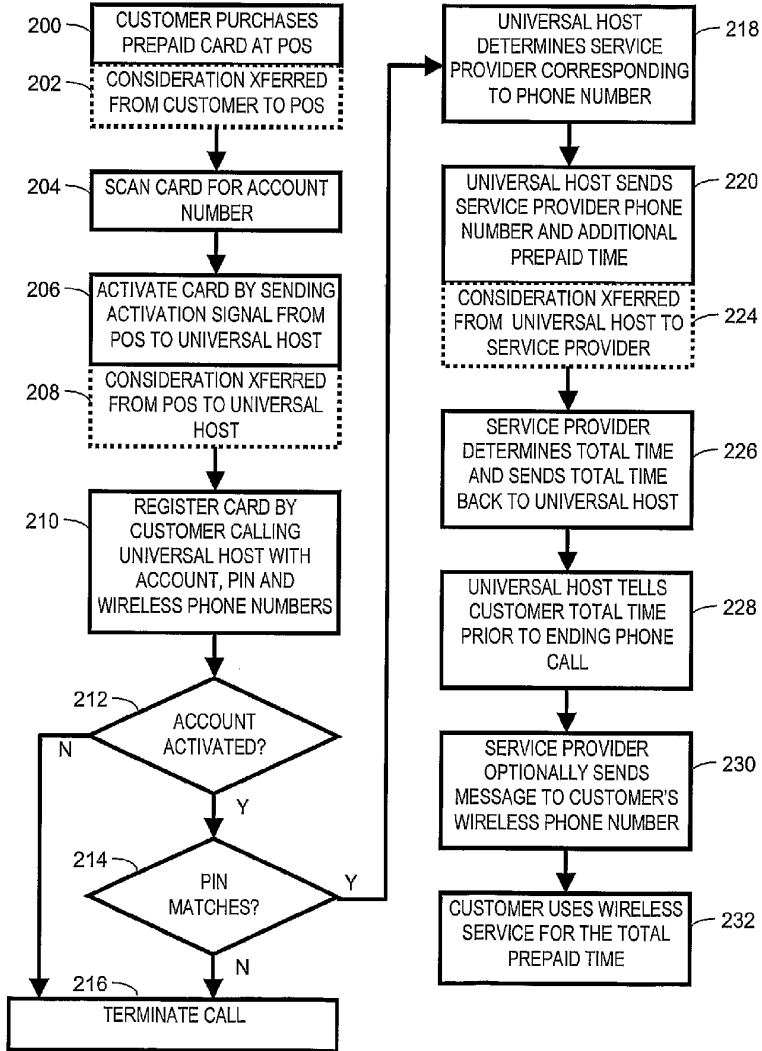 200
CUSTOMER PURCHASES
PREPAID CARD AT POS
202
CONSIDERATION XFERRED
FROM CUSTOMER TO POS
204
SCAN CARD FOR ACCOUNT
NUMBER
206
ACTIVATE CARD BY SENDING
ACTIVATION SIGNAL FROM
POS TO UNIVERSAL HOST
208
CONSIDERATION XFERRED
FROM POS TO UNIVERSAL
HOST
210
REGISTER CARD BY
CUSTOMER CALLING
UNIVERSAL HOST WITH
ACCOUNT, PIN AND
WIRELESS PHONE NUMBERS
212
ACCOUNT
ACTIVATED?
N
Y
214
PIN
MATCHES?
Y
N
216
TERMINATE CALL
UNIVERSAL HOST
DETERMINES SERVICE
PROVIDER CORRESPONDING
TO PHONE NUMBER
218
UNIVERSAL HOST SENDS
SERVICE PROVIDER PHONE
NUMBER AND ADDITIONAL
PREPAID TIME
220
CONSIDERATION XFERRED
FROM UNIVERSAL HOST TO
SERVICE PROVIDER
224
SERVICE PROVIDER
DETERMINES TOTAL TIME
AND SENDS TOTAL TIME
BACK TO UNIVERSAL HOST
226
UNIVERSAL HOST TELLS
CUSTOMER TOTAL TIME
PRIOR TO ENDING PHONE
CALL
228
SERVICE PROVIDER
OPTIONALLY SENDS
MESSAGE TO CUSTOMER'S
WIRELESS PHONE NUMBER
230
CUSTOMER USES WIRELESS
SERVICE FOR THE TOTAL
PREPAID TIME
232